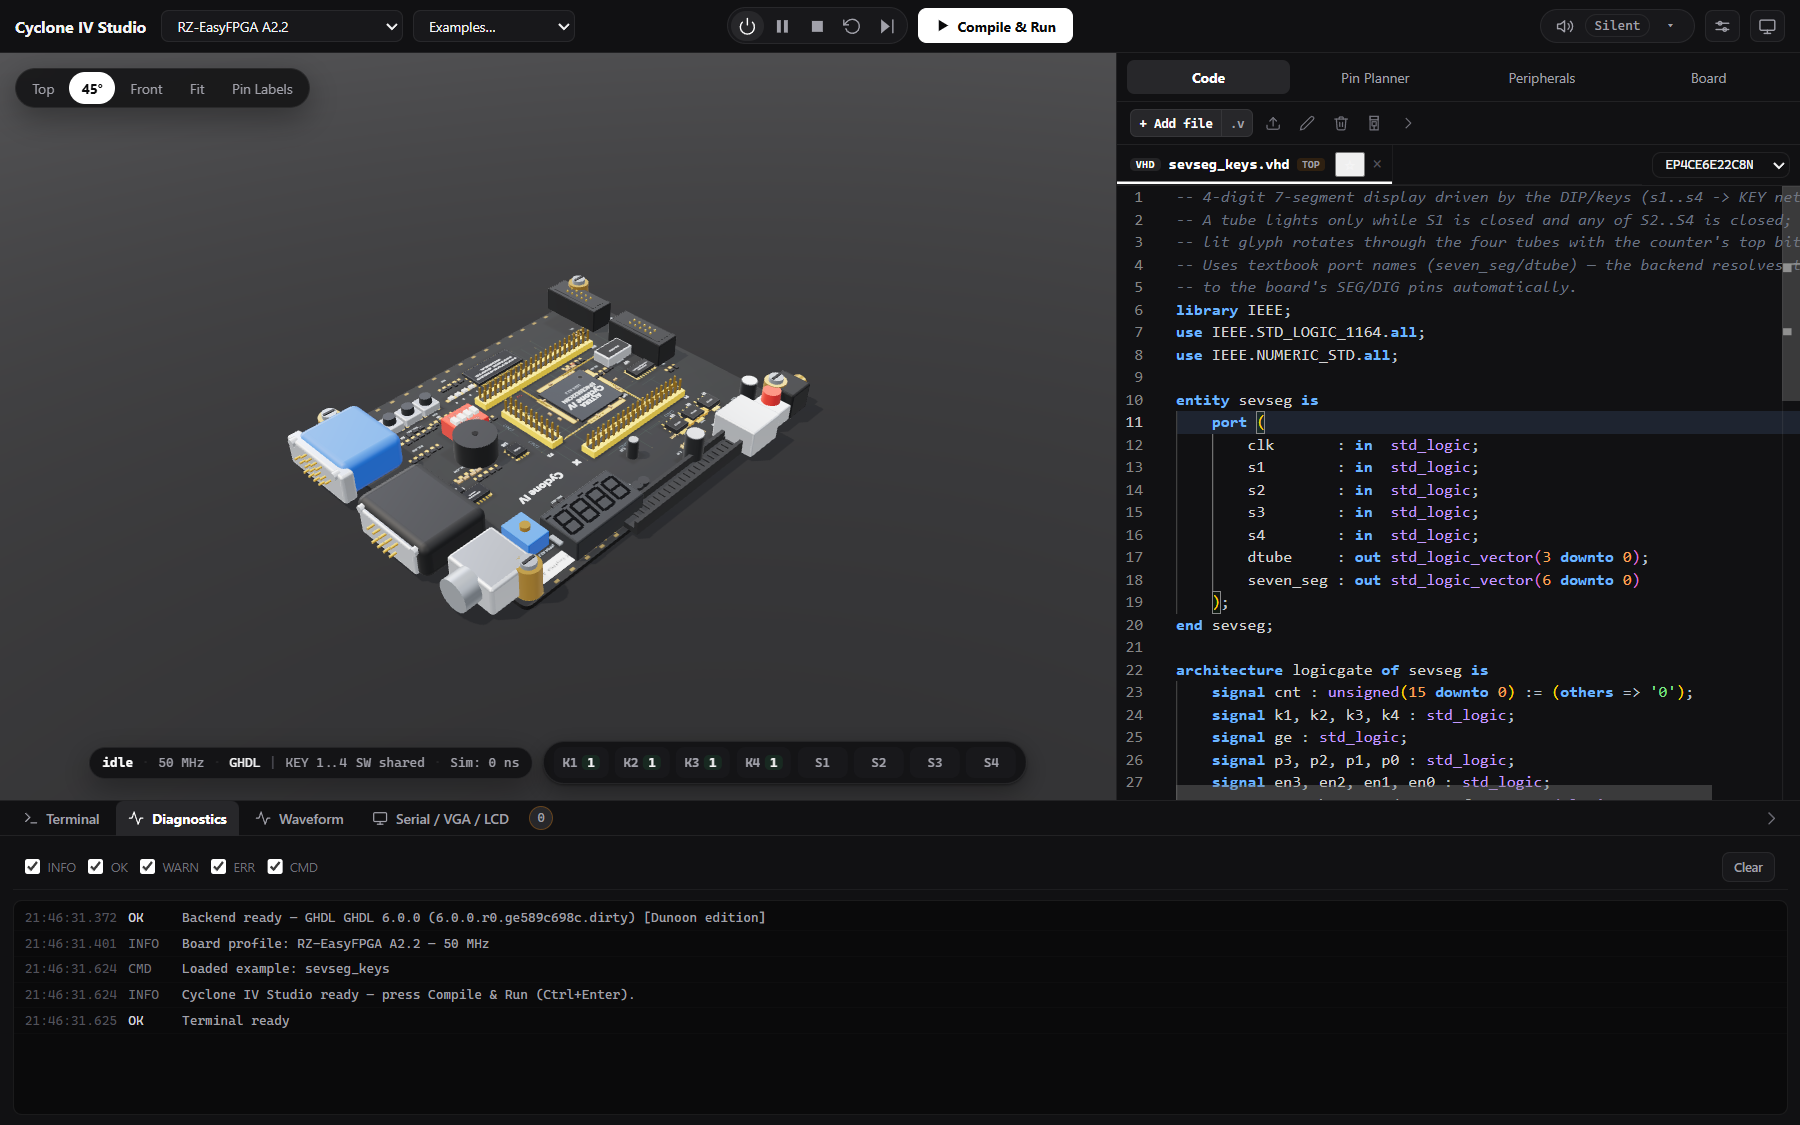 Cyclone IV Studio
RZ-EasyFPGA A2.2
Examples...
Compile & Run
Silent
Top
45°
Front
Fit
Pin Labels
Cyclone IV
idle · 50 MHz · GHDL | KEY 1..4 SW shared · Sim: 0 ns
K1 1
K2 1
K3 1
K4 1
S1
S2
S3
S4
Code
Pin Planner
Peripherals
Board
+ Add file
.v
VHD sevseg_keys.vhd TOP ×
EP4CE6E22C8N
1 -- 4-digit 7-segment display driven by the DIP/keys (s1..s4 -> KEY net
2 -- A tube lights only while S1 is closed and any of S2..S4 is closed;
3 -- lit glyph rotates through the four tubes with the counter's top bit
4 -- Uses textbook port names (seven_seg/dtube) — the backend resolves t
5 -- to the board's SEG/DIG pins automatically.
6 library IEEE;
7 use IEEE.STD_LOGIC_1164.all;
8 use IEEE.NUMERIC_STD.all;
9
10 entity sevseg is
11 port (
12 clk : in std_logic;
13 s1 : in std_logic;
14 s2 : in std_logic;
15 s3 : in std_logic;
16 s4 : in std_logic;
17 dtube : out std_logic_vector(3 downto 0);
18 seven_seg : out std_logic_vector(6 downto 0)
19 );
20 end sevseg;
21
22 architecture logicgate of sevseg is
23 signal cnt : unsigned(15 downto 0) := (others => '0');
24 signal k1, k2, k3, k4 : std_logic;
25 signal ge : std_logic;
26 signal p3, p2, p1, p0 : std_logic;
27 signal en3, en2, en1, en0 : std_logic;
Terminal
Diagnostics
Waveform
Serial / VGA / LCD
0
INFO
OK
WARN
ERR
CMD
Clear
21:46:31.372 OK Backend ready — GHDL GHDL 6.0.0 (6.0.0.r0.ge589c698c.dirty) [Dunoon edition]
21:46:31.401 INFO Board profile: RZ-EasyFPGA A2.2 — 50 MHz
21:46:31.624 CMD Loaded example: sevseg_keys
21:46:31.624 INFO Cyclone IV Studio ready — press Compile & Run (Ctrl+Enter).
21:46:31.625 OK Terminal ready